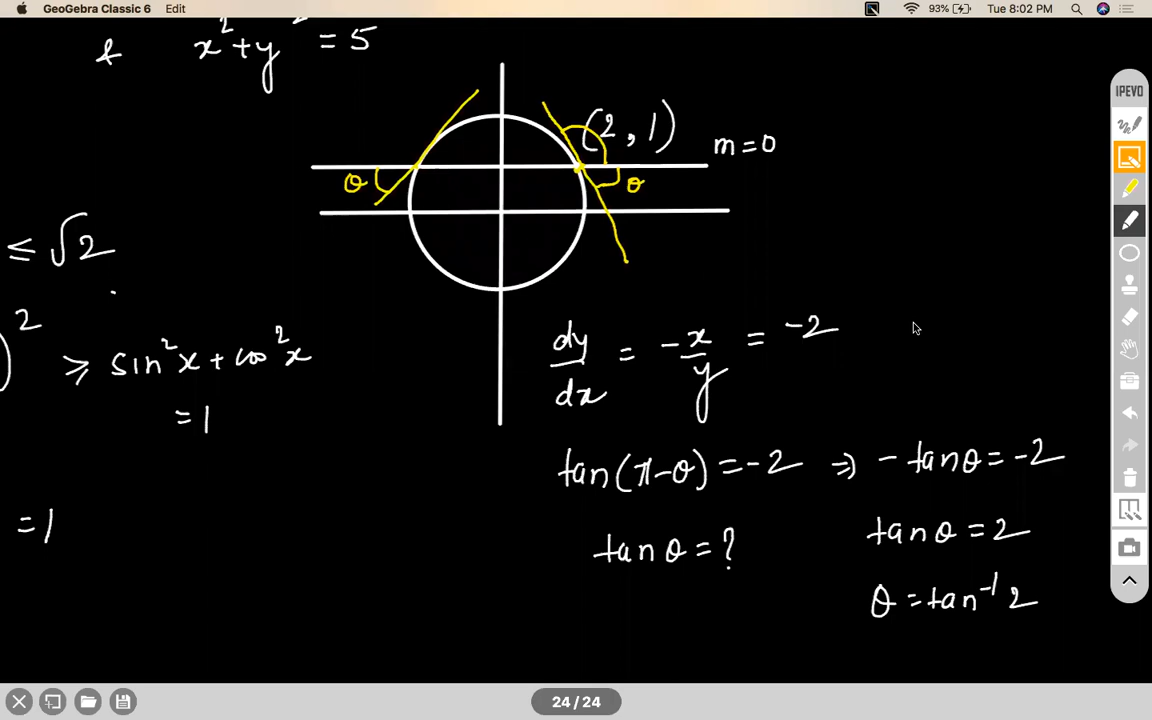 GeoGebra Classic 6 Edit 93% Tue 8:02 PM
& x² + y² = 5
(2, 1) m = 0
θ θ
≤ √2
)² ≥ sin²x + cos²x
= 1
= 1
dy/dx = -x/y = -2
tan(π-θ) = -2 ⇒ -tanθ = -2
tanθ = ? tanθ = 2
θ = tan⁻¹ 2
IPEVO
24 / 24